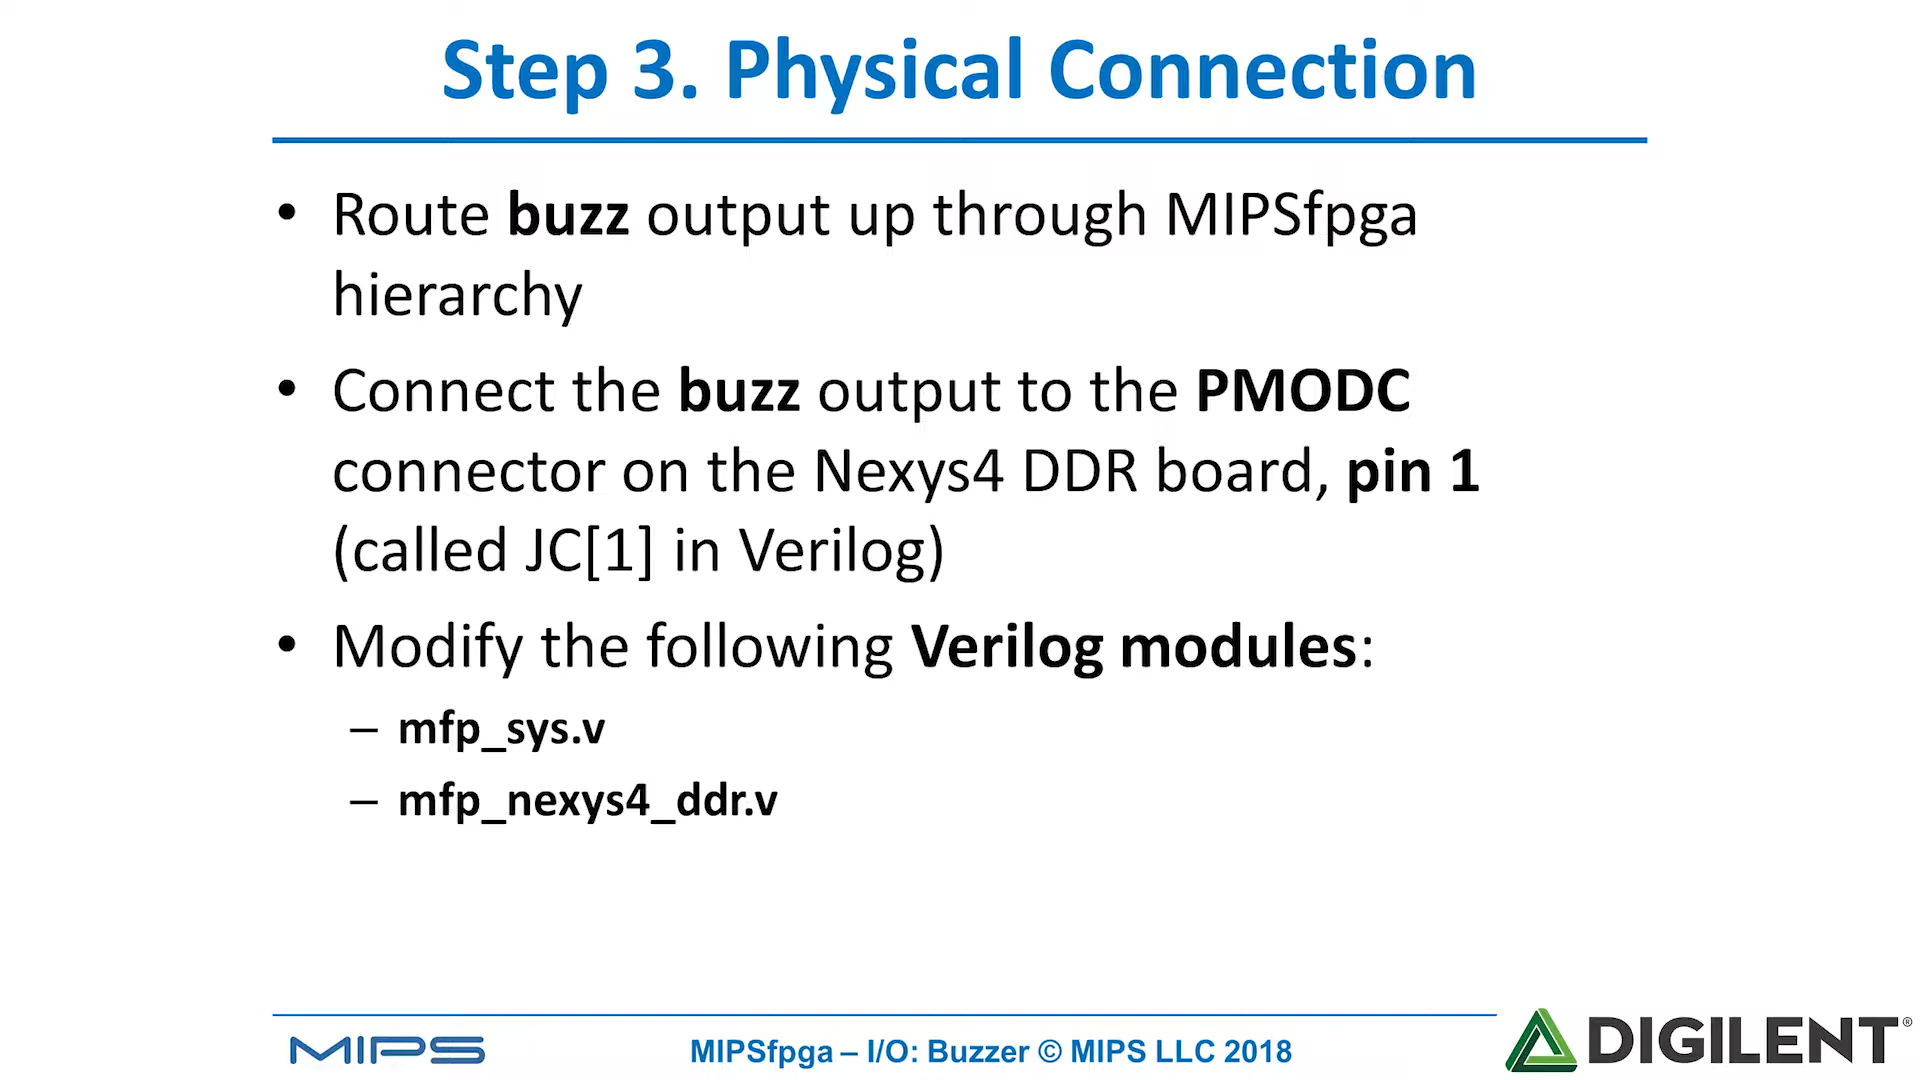 Step 3. Physical Connection
• Route buzz output up through MIPSfpga
hierarchy
• Connect the buzz output to the PMODC
connector on the Nexys4 DDR board, pin 1
(called JC[1] in Verilog)
• Modify the following Verilog modules:
– mfp_sys.v
– mfp_nexys4_ddr.v
MIPS
MIPSfpga – I/O: Buzzer © MIPS LLC 2018
DIGILENT®